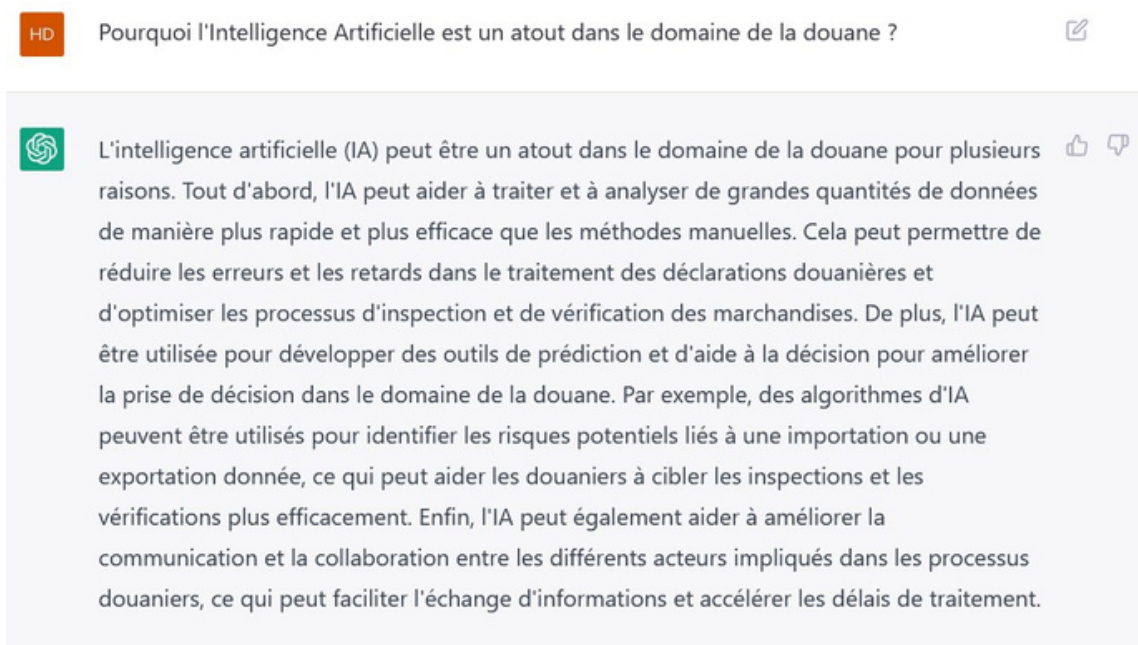 HD
Pourquoi l'Intelligence Artificielle est un atout dans le domaine de la douane ?
L'intelligence artificielle (IA) peut être un atout dans le domaine de la douane pour plusieurs
raisons. Tout d'abord, l'IA peut aider à traiter et à analyser de grandes quantités de données
de manière plus rapide et plus efficace que les méthodes manuelles. Cela peut permettre de
réduire les erreurs et les retards dans le traitement des déclarations douanières et
d'optimiser les processus d'inspection et de vérification des marchandises. De plus, l'IA peut
être utilisée pour développer des outils de prédiction et d'aide à la décision pour améliorer
la prise de décision dans le domaine de la douane. Par exemple, des algorithmes d'IA
peuvent être utilisés pour identifier les risques potentiels liés à une importation ou une
exportation donnée, ce qui peut aider les douaniers à cibler les inspections et les
vérifications plus efficacement. Enfin, l'IA peut également aider à améliorer la
communication et la collaboration entre les différents acteurs impliqués dans les processus
douaniers, ce qui peut faciliter l'échange d'informations et accélérer les délais de traitement.